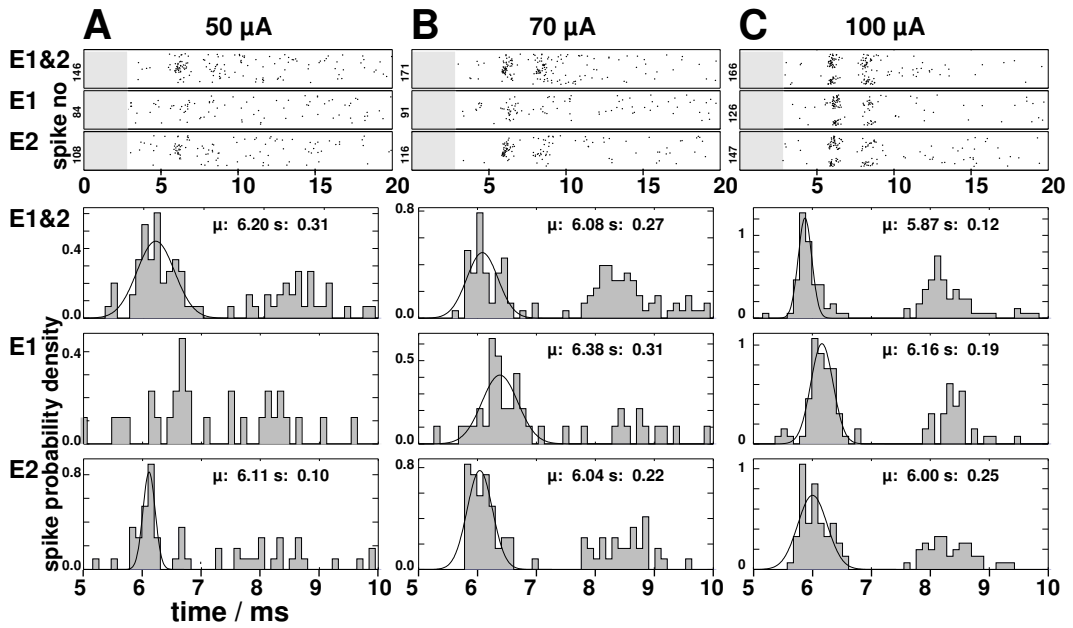 A 50 µA B 70 µA C 100 µA
E1&2 146 171 166
E1 84 91 126
E2 108 116 147
spike no
0 5 10 15 20 5 10 15 20 5 10 15 20
E1&2 0.4 0.0 µ: 6.20 s: 0.31 0.8 0.4 0.0 µ: 6.08 s: 0.27 1 0 µ: 5.87 s: 0.12
E1 0.4 0.0 0.5 0.0 µ: 6.38 s: 0.31 1 0 µ: 6.16 s: 0.19
E2 0.8 0.0 µ: 6.11 s: 0.10 0.8 0.4 0.0 µ: 6.04 s: 0.22 1 0 µ: 6.00 s: 0.25
spike probability density
5 6 7 8 9 10 5 6 7 8 9 10 5 6 7 8 9 10
time / ms